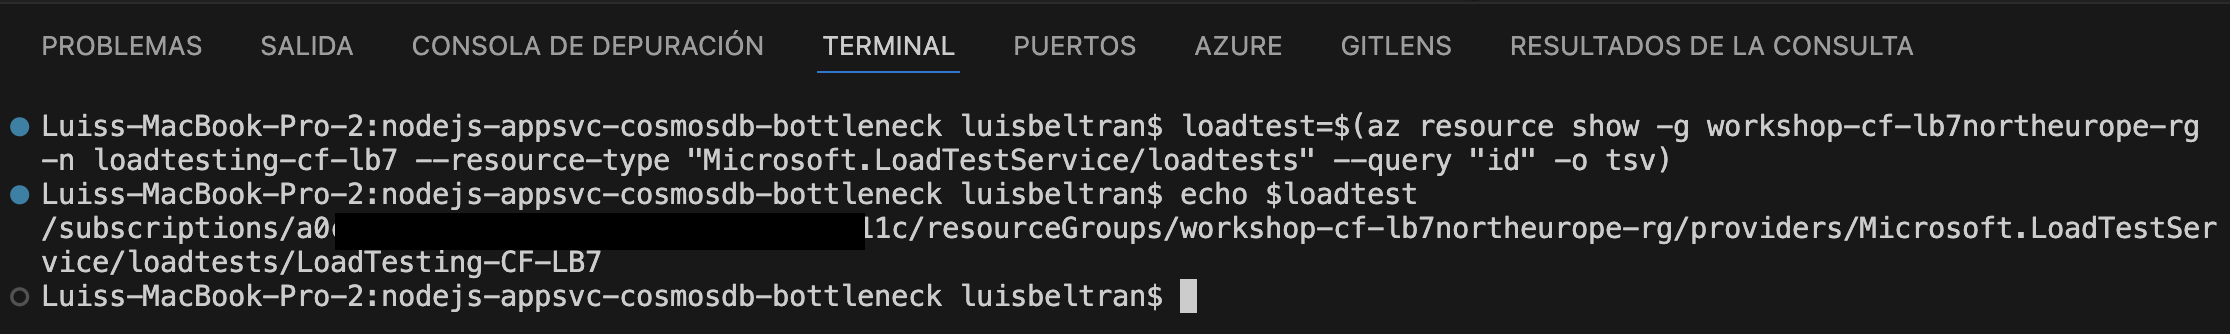 PROBLEMAS SALIDA CONSOLA DE DEPURACIÓN TERMINAL PUERTOS AZURE GITLENS RESULTADOS DE LA CONSULTA
Luiss-MacBook-Pro-2:nodejs-appsvc-cosmosdb-bottleneck luisbeltran$ loadtest=$(az resource show -g workshop-cf-lb7northeurope-rg
-n loadtesting-cf-lb7 --resource-type "Microsoft.LoadTestService/loadtests" --query "id" -o tsv)
Luiss-MacBook-Pro-2:nodejs-appsvc-cosmosdb-bottleneck luisbeltran$ echo $loadtest
/subscriptions/a0 11c/resourceGroups/workshop-cf-lb7northeurope-rg/providers/Microsoft.LoadTestSer
vice/loadtests/LoadTesting-CF-LB7
Luiss-MacBook-Pro-2:nodejs-appsvc-cosmosdb-bottleneck luisbeltran$